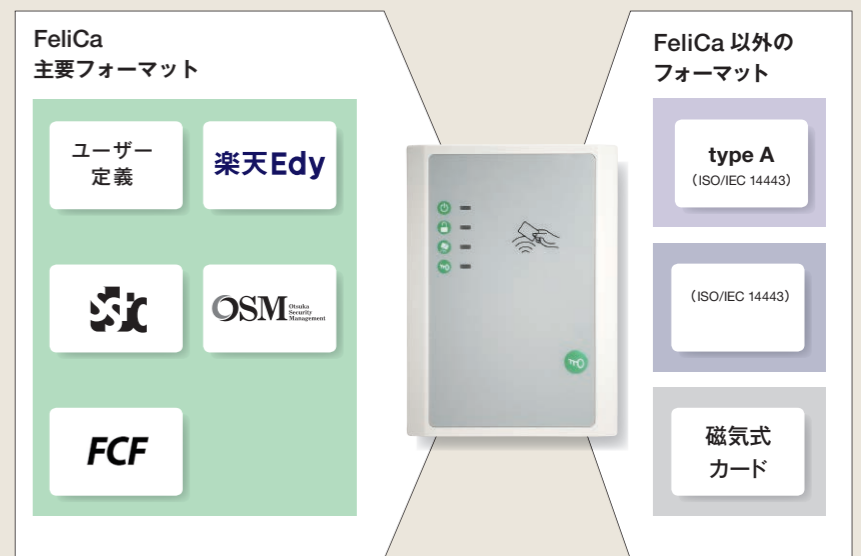 FeliCa
主要フォーマット
ユーザー
定義
楽天Edy
SSFC
OSM Otsuka
Security
Management
FCF
FeliCa 以外の
フォーマット
type A
（ISO/IEC 14443）
（ISO/IEC 14443）
磁気式
カード